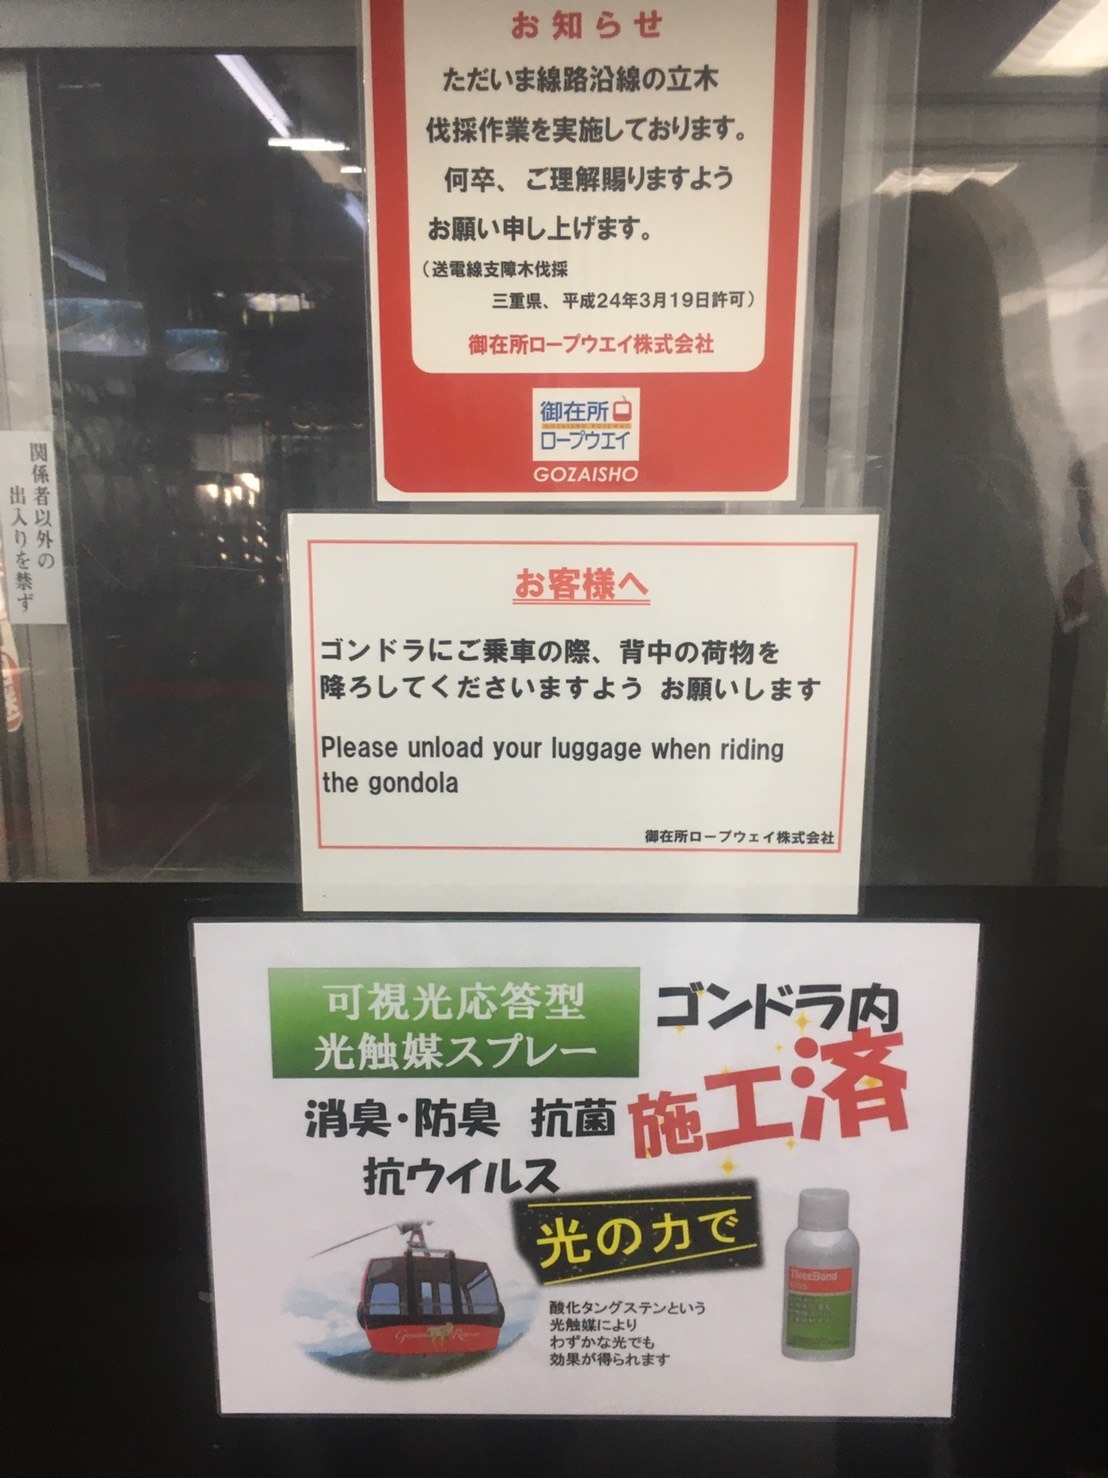 お知らせ
ただいま線路沿線の立木
伐採作業を実施しております。
何卒、ご理解賜りますよう
お願い申し上げます。
（送電線支障木伐採
三重県、平成24年3月19日許可）
御在所ロープウエイ株式会社
御在所
ロープウエイ
GOZAISHO
関係者以外の
出入りを禁ず
お客様へ
ゴンドラにご乗車の際、背中の荷物を
降ろしてくださいますよう お願いします
Please unload your luggage when riding
the gondola
御在所ロープウェイ株式会社
可視光応答型
光触媒スプレー
ゴンドラ内
施工済
消臭・防臭 抗菌
抗ウイルス
光の力で
酸化タングステンという
光触媒により
わずかな光でも
効果が得られます
ThreeBond